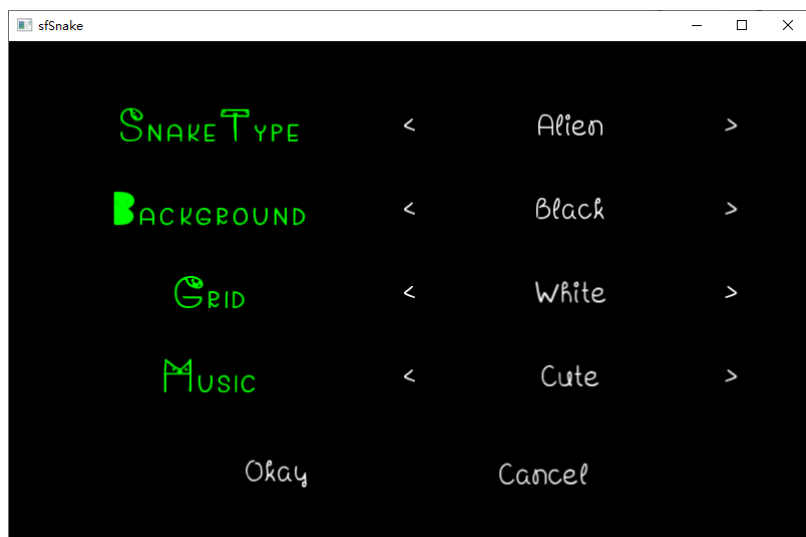 sfSnake
SnakeType < Alien >
Background < Black >
Grid < White >
Music < Cute >
Okay Cancel